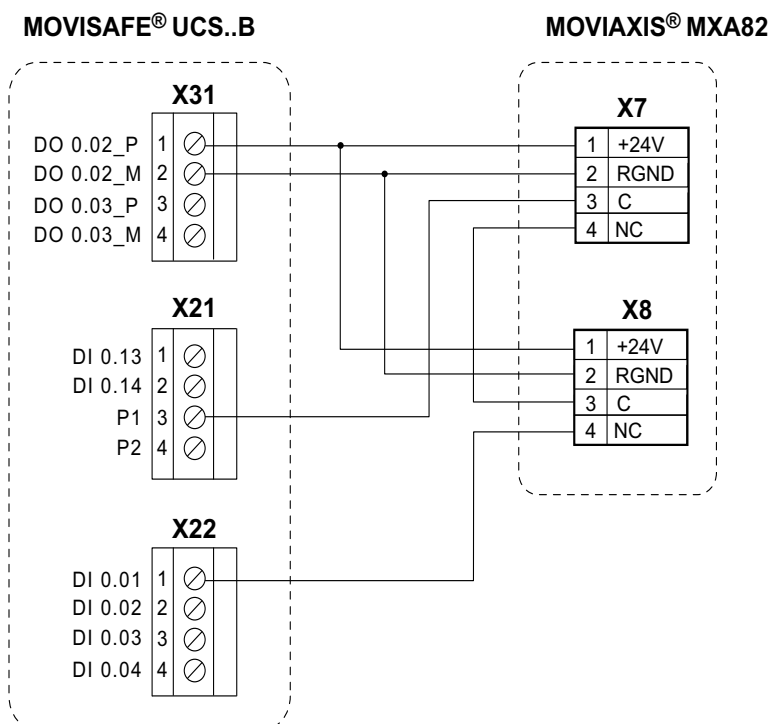 MOVISAFE® UCS..B
MOVIAXIS® MXA82
X31
DO 0.02_P 1
DO 0.02_M 2
DO 0.03_P 3
DO 0.03_M 4
X21
DI 0.13 1
DI 0.14 2
P1 3
P2 4
X22
DI 0.01 1
DI 0.02 2
DI 0.03 3
DI 0.04 4
X7
1 +24V
2 RGND
3 C
4 NC
X8
1 +24V
2 RGND
3 C
4 NC